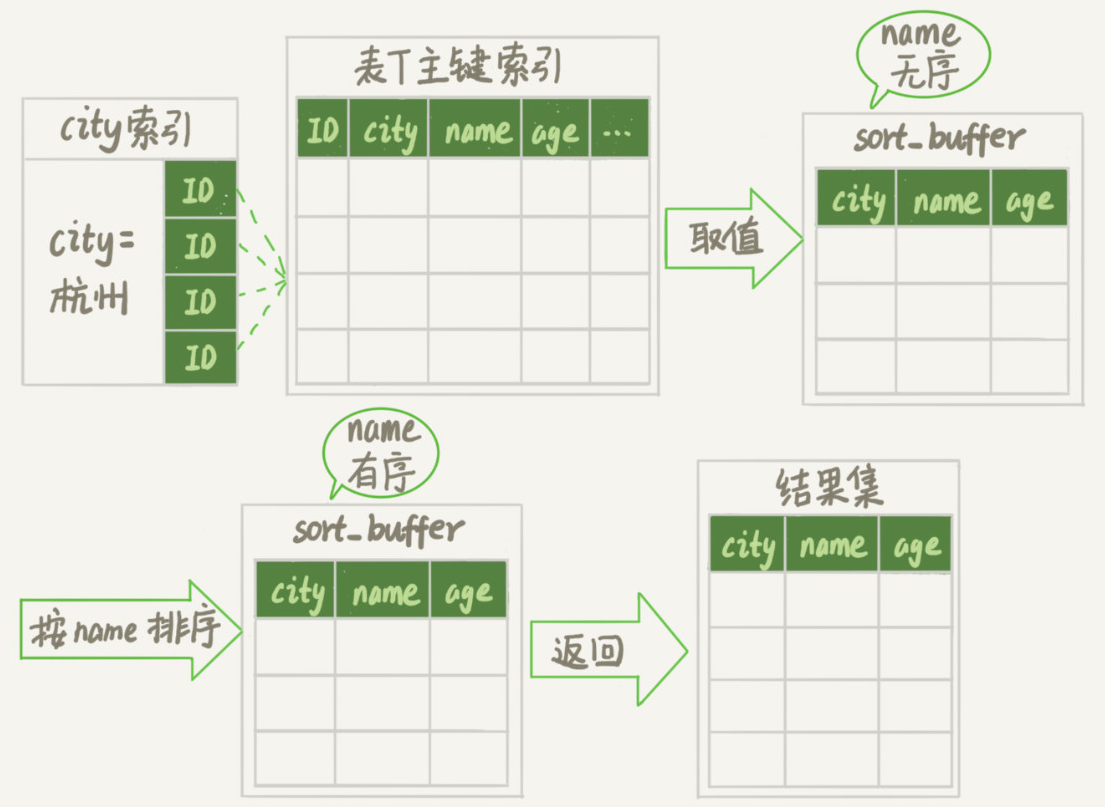 name
无序
表T主键索引
city索引
sort_buffer
ID city name age ...
city name age
ID
city=
杭州
ID
ID
ID
取值
name
有序
sort_buffer
结果集
city name age
city name age
按name排序
返回